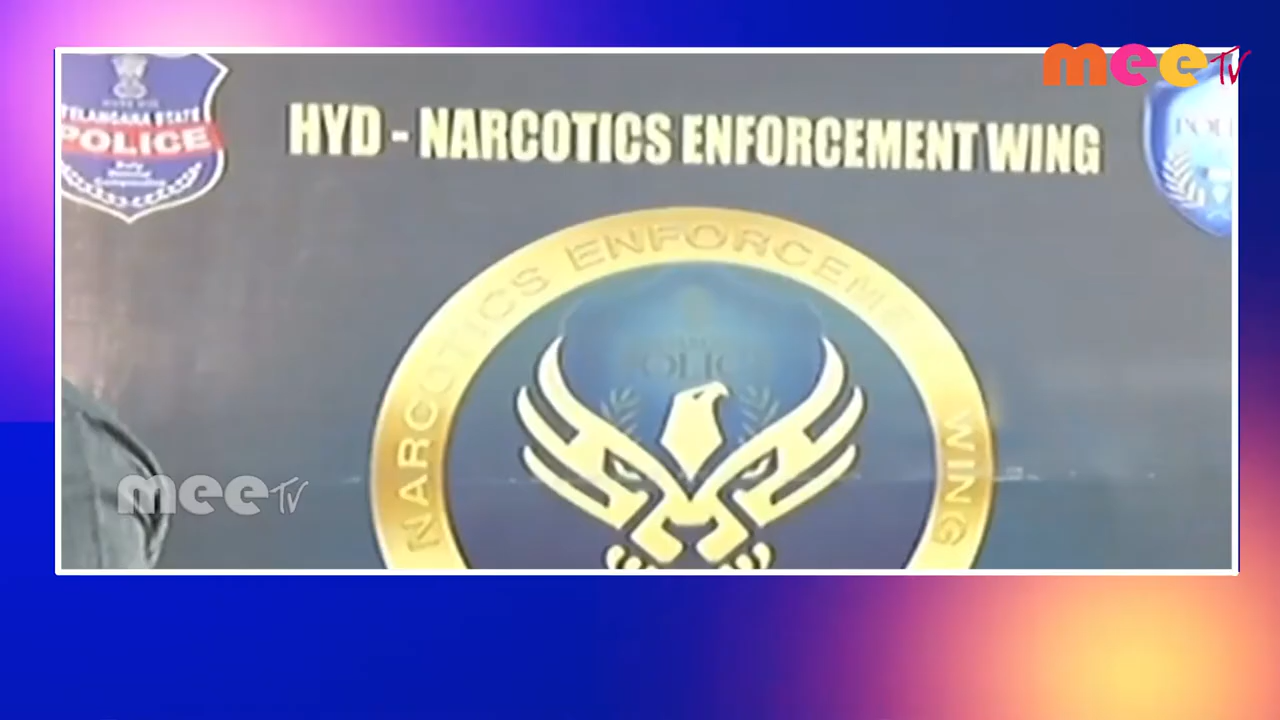 mee TV
TELANGANA STATE
POLICE
HYD - NARCOTICS ENFORCEMENT WING
NARCOTICS ENFORCEMENT WING
mee TV